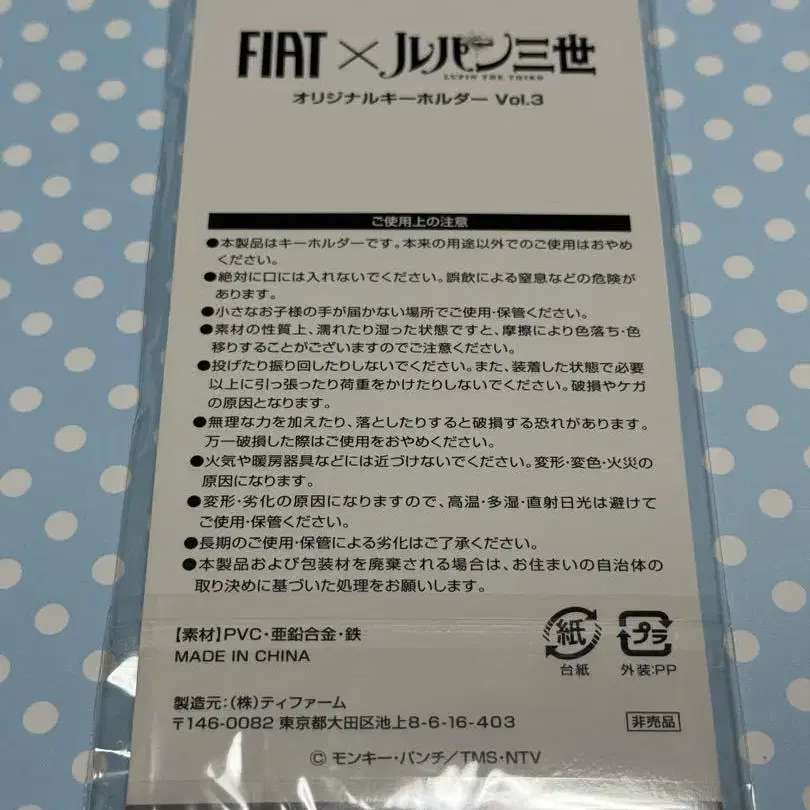 FIAT×ルパン三世
LUPIN THE THIRD
オリジナルキーホルダー Vol.3
ご使用上の注意
●本製品はキーホルダーです。本来の用途以外でのご使用はおやめ
ください。
●絶対に口には入れないでください。誤飲による窒息などの危険が
あります。
●小さなお子様の手が届かない場所でご使用・保管ください。
●素材の性質上、濡れたり湿った状態ですと、摩擦により色落ち・色
移りすることがございますのでご注意ください。
●投げたり振り回したりしないでください。また、装着した状態で必要
以上に引っ張ったり荷重をかけたりしないでください。破損やケガ
の原因となります。
●無理な力を加えたり、落としたりすると破損する恐れがあります。
万一破損した際はご使用をおやめください。
●火気や暖房器具などには近づけないでください。変形・変色・火災の
原因になります。
●変形・劣化の原因になりますので、高温・多湿・直射日光は避けて
ご使用・保管ください。
●長期のご使用・保管による劣化はご了承ください。
●本製品および包装材を廃棄される場合は、お住まいの自治体の
取り決めに基づいた処理をお願いします。
【素材】PVC・亜鉛合金・鉄
MADE IN CHINA
紙
台紙
プラ
外装:PP
製造元:(株)ティファーム
〒146-0082 東京都大田区池上8-6-16-403
非売品
© モンキー・パンチ/TMS・NTV